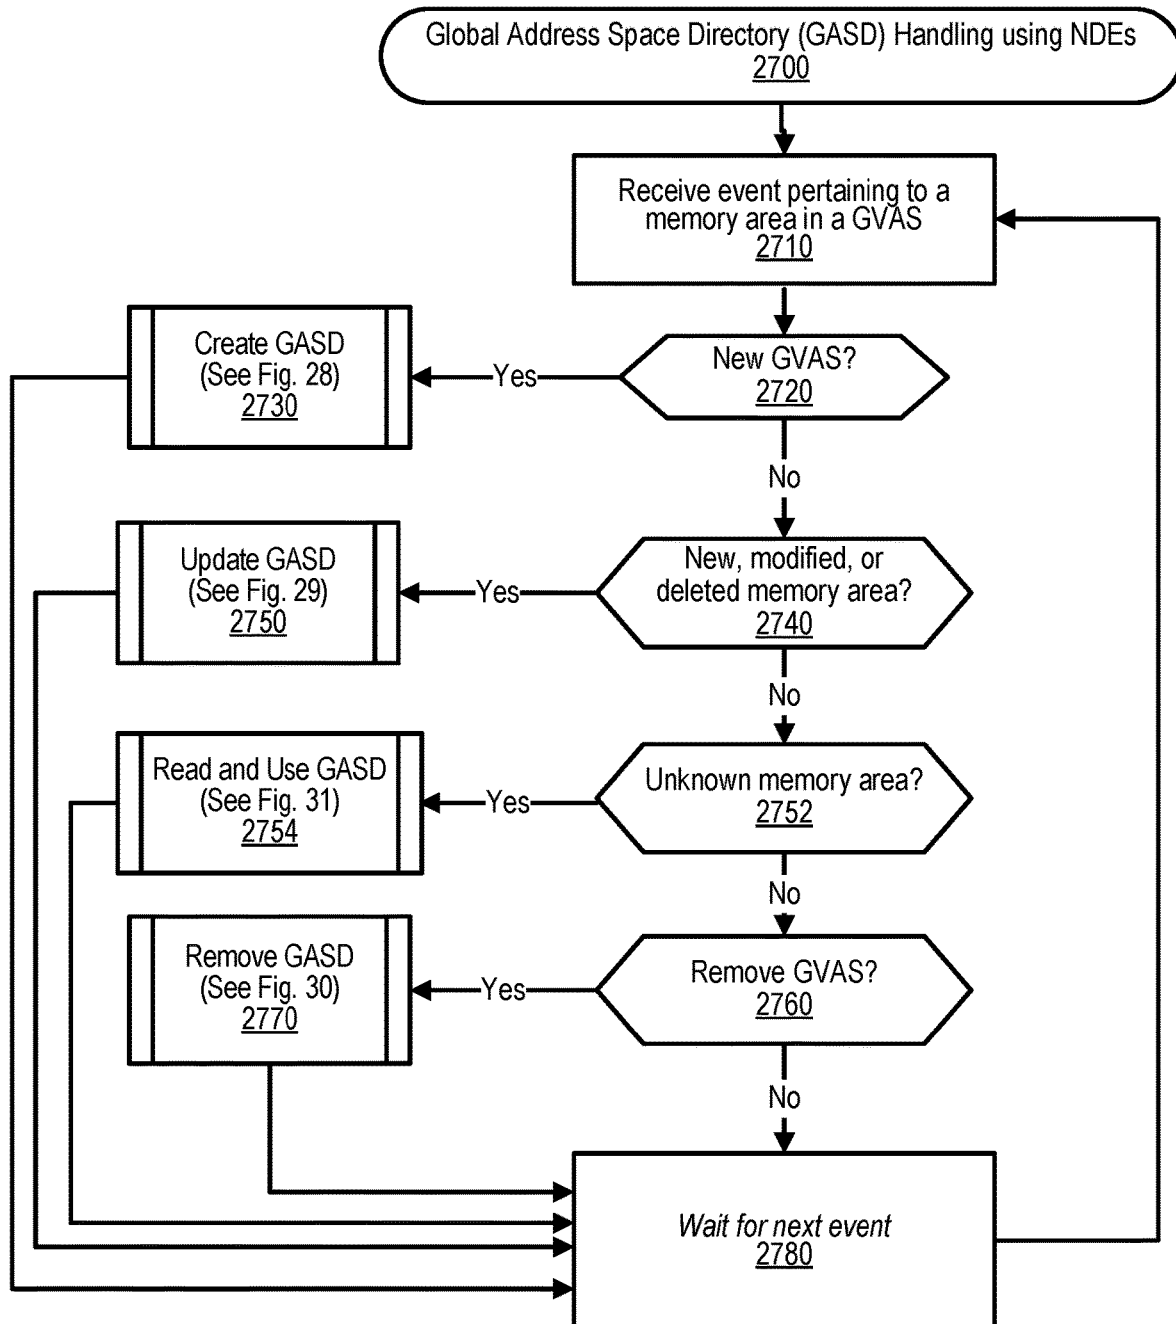 Global Address Space Directory (GASD) Handling using NDEs
2700
Receive event pertaining to a
memory area in a GVAS
2710
Create GASD
(See Fig. 28)
2730
Yes
New GVAS?
2720
No
Update GASD
(See Fig. 29)
2750
Yes
New, modified, or
deleted memory area?
2740
No
Read and Use GASD
(See Fig. 31)
2754
Yes
Unknown memory area?
2752
No
Remove GASD
(See Fig. 30)
2770
Yes
Remove GVAS?
2760
No
Wait for next event
2780